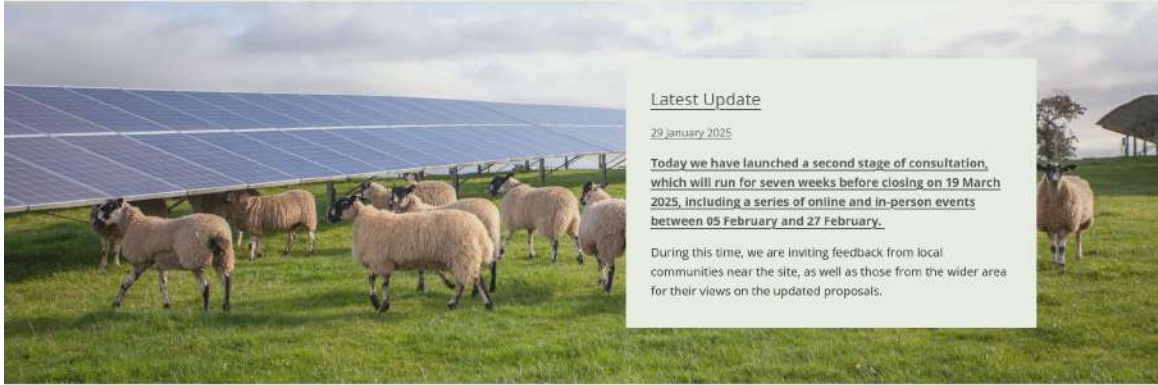 Latest Update
29 January 2025
Today we have launched a second stage of consultation,
which will run for seven weeks before closing on 19 March
2025, including a series of online and in-person events
between 05 February and 27 February.
During this time, we are inviting feedback from local
communities near the site, as well as those from the wider area
for their views on the updated proposals.